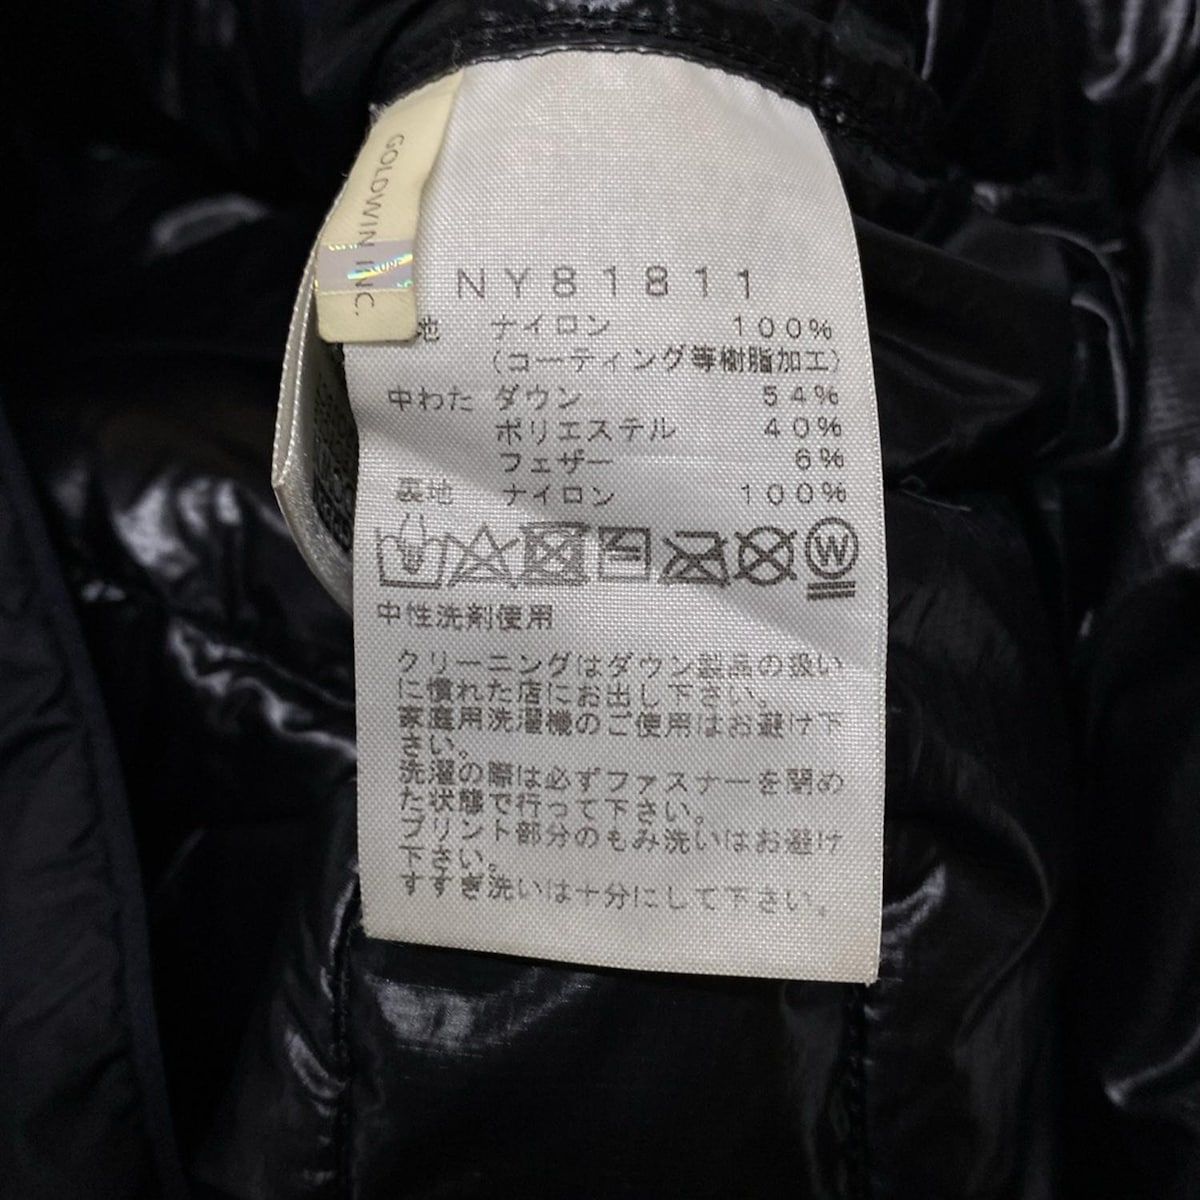 GOLDWIN INC.
NY81811
地 ナイロン 100%
(コーティング等樹脂加工)
中わた ダウン 54%
ポリエステル 40%
フェザー 6%
裏地 ナイロン 100%
W
中性洗剤使用
クリーニングはダウン製品の扱い
に慣れた店にお出し下さい。
家庭用洗濯機のご使用はお避け下
さい。
洗濯の際は必ずファスナーを閉め
た状態で行って下さい。
プリント部分のもみ洗いはお避け
下さい。
すすぎ洗いは十分にして下さい。